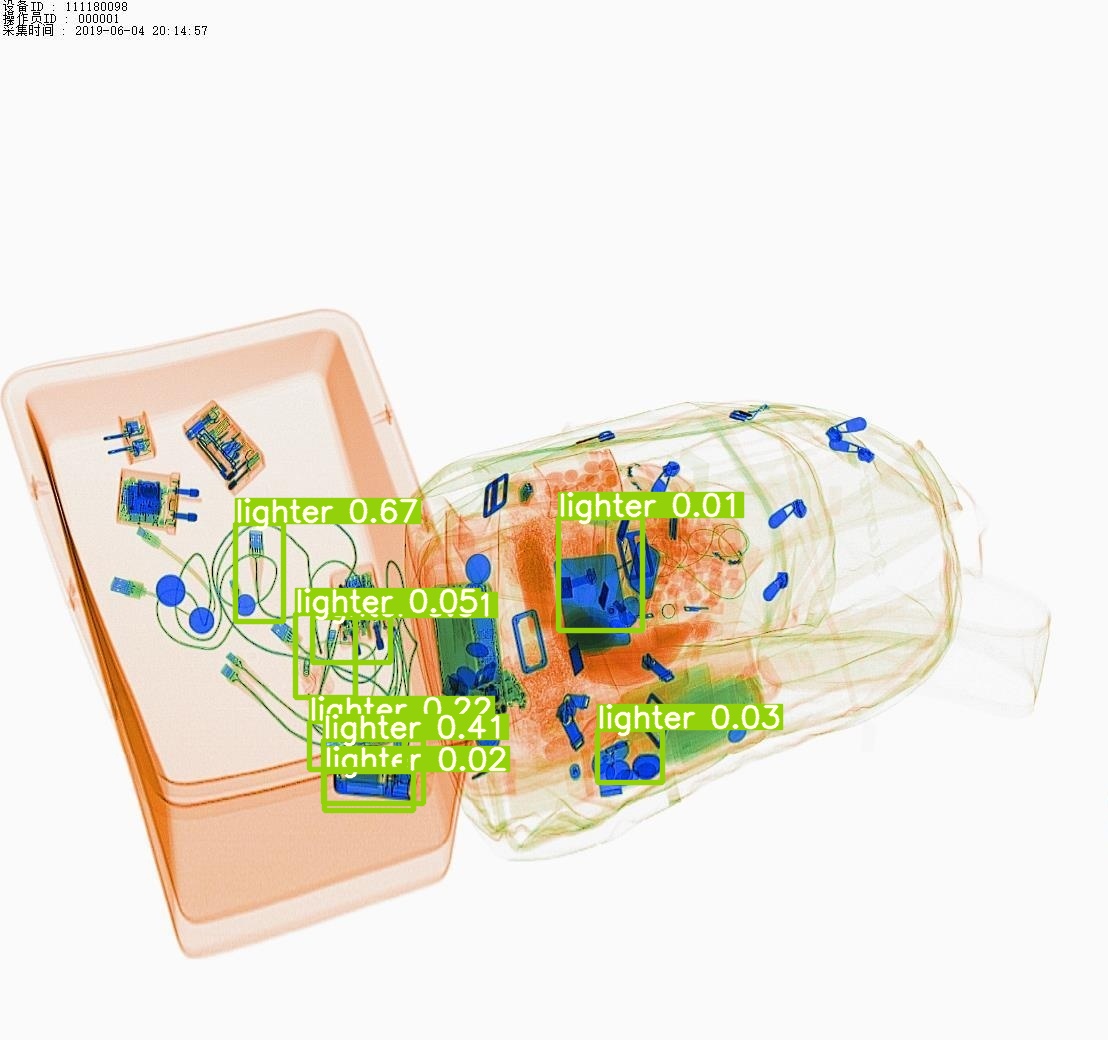 设备ID : 111180098
操作员ID : 000001
采集时间 : 2019-06-04 20:14:57
lighter 0.67
lighter 0.01
lighter 0.051
lighter 0.22
lighter 0.41
lighter 0.03
lighter 0.02